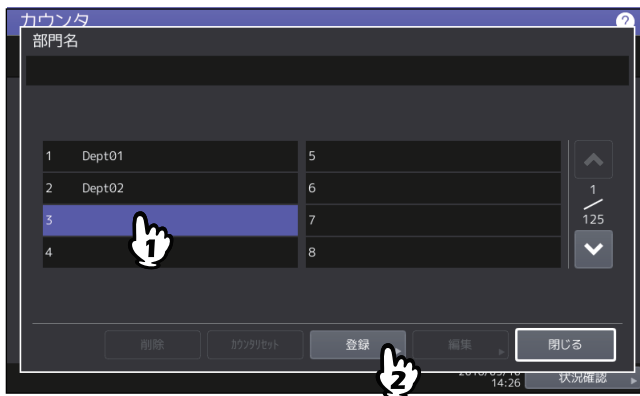 カウンタ
?
部門名
1 Dept01
2 Dept02
3
4
5
6
7
8
1
125
1
削除
カウンタリセット
登録
編集
閉じる
2
14:26
状況確認